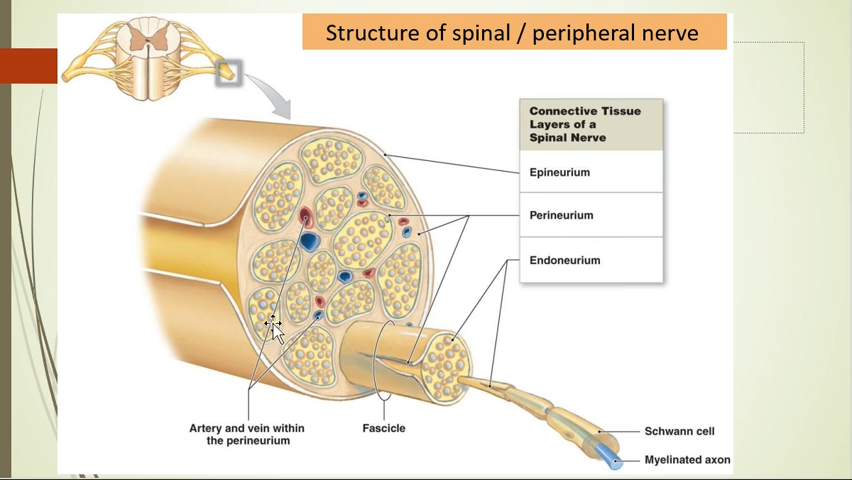 Structure of spinal / peripheral nerve
Connective Tissue
Layers of a
Spinal Nerve
Epineurium
Perineurium
Endoneurium
Artery and vein within
the perineurium
Fascicle
Schwann cell
Myelinated axon